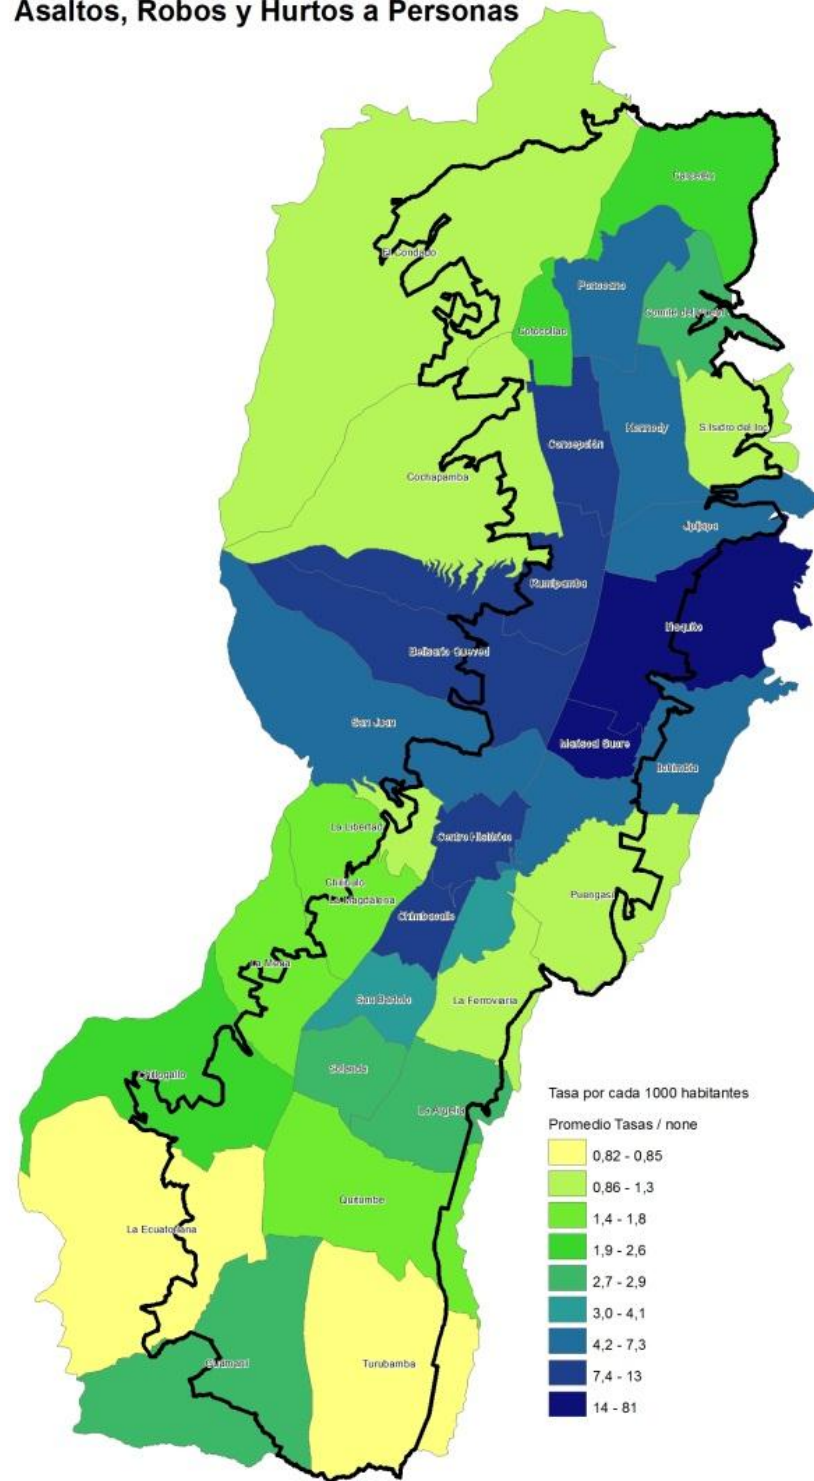 Asaltos, Robos y Hurtos a Personas
Carcelén
El Condado
Ponceano
Comité del Puebl
Cotocollao
Kennedy
S.Isidro del Inc
Concepción
Cochapamba
Jipijapa
Rumipamba
Iñaquito
Belisario Queved
San Juan
Mariscal Sucre
Itchimbía
La Libertad
Centro Histórico
Chilibulo
La Magdalena
Puengasí
Chimbacalle
La Mena
San Bartolo
La Ferroviaria
Solanda
Chillogallo
La Argelia
Quitumbe
La Ecuatoriana
Guamaní
Turubamba
Tasa por cada 1000 habitantes
Promedio Tasas / none
0,82 - 0,85
0,86 - 1,3
1,4 - 1,8
1,9 - 2,6
2,7 - 2,9
3,0 - 4,1
4,2 - 7,3
7,4 - 13
14 - 81